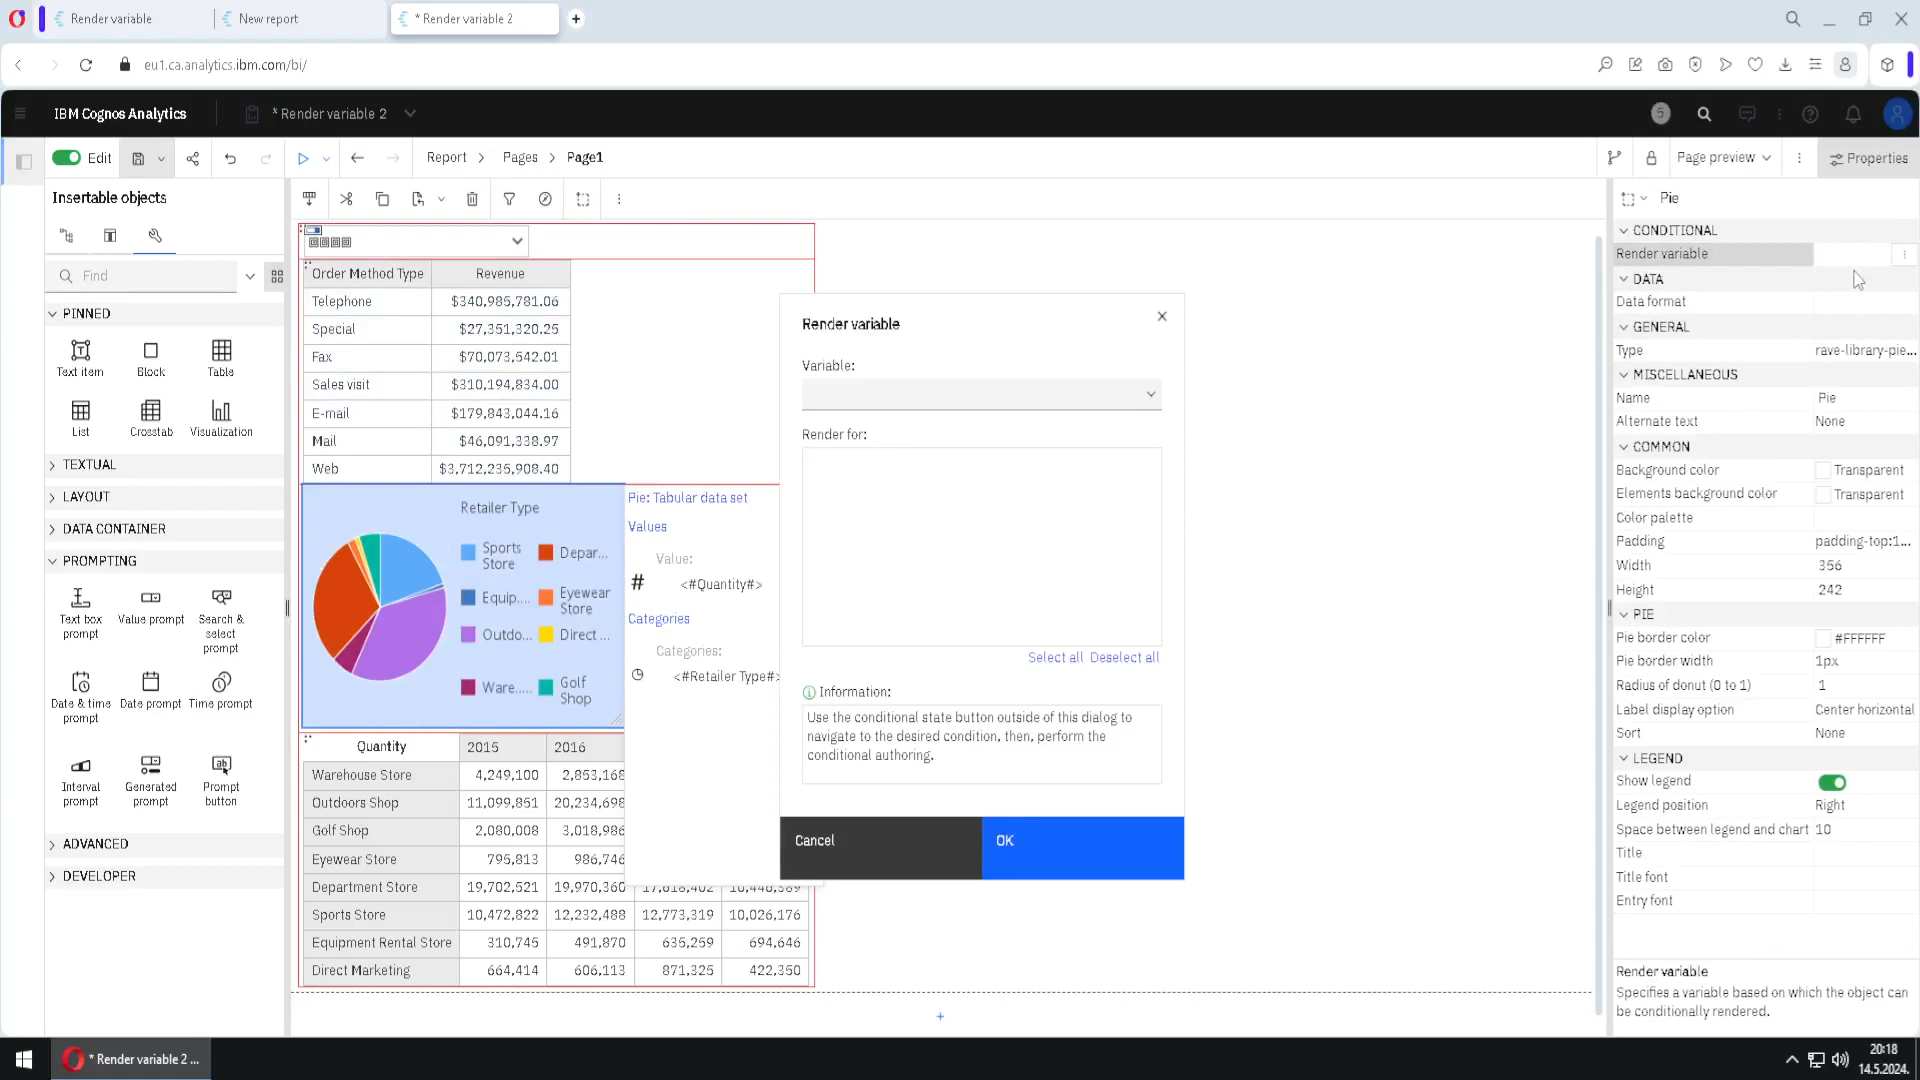 Render variable
New report
* Render variable 2
eu1.ca.analytics.ibm.com/bi/
IBM Cognos Analytics
* Render variable 2
5
Edit
Report
Pages
Page1
Page preview
Properties
Insertable objects
Find
PINNED
Text item
Block
Table
List
Crosstab
Visualization
TEXTUAL
LAYOUT
DATA CONTAINER
PROMPTING
Text box prompt
Value prompt
Search & select prompt
Date & time prompt
Date prompt
Time prompt
Interval prompt
Generated prompt
Prompt button
ADVANCED
DEVELOPER
Order Method Type Revenue
Telephone $340,985,781.06
Special $27,351,320.25
Fax $70,073,542.01
Sales visit $310,194,834.00
E-mail $179,843,044.16
Mail $46,091,338.97
Web $3,712,235,908.40
Retailer Type
Sports Store
Depar...
Equip....
Eyewear Store
Outdo...
Direct ...
Ware.....
Golf Shop
Pie: Tabular data set
Values
Value:
# <#Quantity#>
Categories
Categories:
<#Retailer Type#>
Quantity 2015 2016
Warehouse Store 4,249,100 2,853,168
Outdoors Shop 11,099,851 20,234,698
Golf Shop 2,080,008 3,018,986
Eyewear Store 795,813 986,746
Department Store 19,702,521 19,970,360 17,618,402 10,446,389
Sports Store 10,472,822 12,232,488 12,773,319 10,026,176
Equipment Rental Store 310,745 491,870 635,259 694,646
Direct Marketing 664,414 606,113 871,325 422,350
Render variable
Variable:
Render for:
Select all Deselect all
Information:
Use the conditional state button outside of this dialog to
navigate to the desired condition, then, perform the
conditional authoring.
Cancel
OK
Pie
CONDITIONAL
Render variable
DATA
Data format
GENERAL
Type rave-library-pie...
MISCELLANEOUS
Name Pie
Alternate text None
COMMON
Background color Transparent
Elements background color Transparent
Color palette
Padding padding-top:1...
Width 356
Height 242
PIE
Pie border color #FFFFFF
Pie border width 1px
Radius of donut (0 to 1) 1
Label display option Center horizontal
Sort None
LEGEND
Show legend
Legend position Right
Space between legend and chart 10
Title
Title font
Entry font
Render variable
Specifies a variable based on which the object can
be conditionally rendered.
* Render variable 2 ...
20:18
14.5.2024.